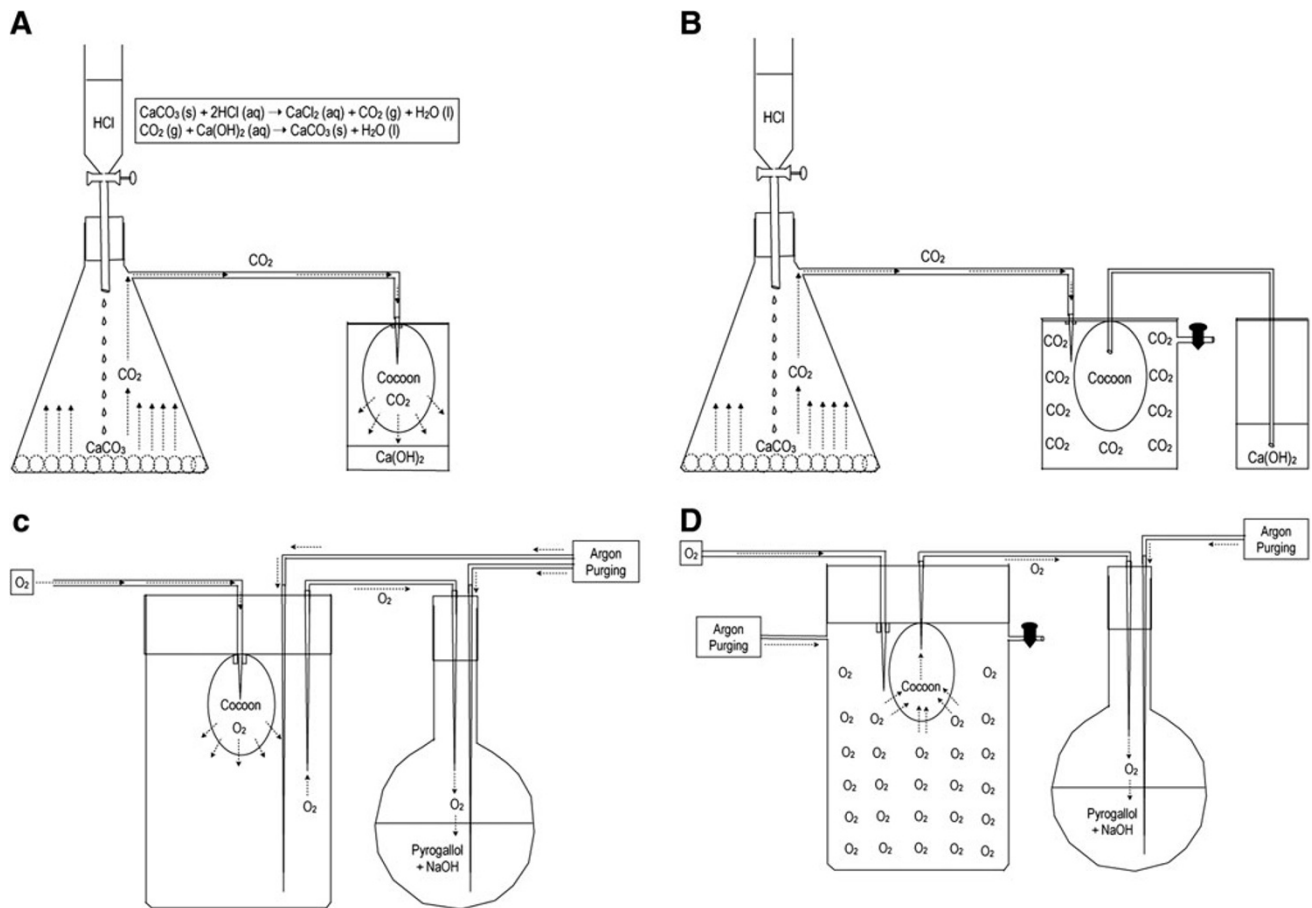 A
HCl
CaCO₃ (s) + 2HCl (aq) → CaCl₂ (aq) + CO₂ (g) + H₂O (l)
CO₂ (g) + Ca(OH)₂ (aq) → CaCO₃ (s) + H₂O (l)
CO₂
CO₂
Cocoon
CO₂
CaCO₃
Ca(OH)₂
B
HCl
CO₂
CO₂
CO₂
CO₂
CO₂
Cocoon
CO₂
CO₂
CO₂
CO₂
CO₂
CO₂
CaCO₃
Ca(OH)₂
c
O₂
Argon
Purging
O₂
Cocoon
O₂
O₂
O₂
Pyrogallol
+ NaOH
D
O₂
Argon
Purging
O₂
Argon
Purging
Cocoon
O₂ O₂
O₂ O₂ O₂
O₂ O₂ O₂ O₂ O₂
O₂ O₂ O₂ O₂ O₂
O₂ O₂ O₂ O₂ O₂
O₂ O₂ O₂ O₂ O₂
O₂
Pyrogallol
+ NaOH